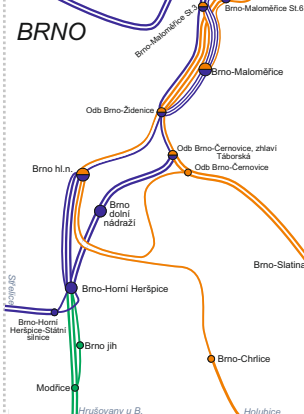 BRNO
Brno-Maloměřice St.3
Brno-Maloměřice St.6
Brno-Maloměřice
Odb Brno-Židenice
Odb Brno-Černovice, zhlaví
Táborská
Odb Brno-Černovice
Brno hl.n.
Brno
dolní
nádraží
Brno-Slatina
Střelice
Brno-Horní Heršpice
Brno-Horní
Heršpice-Státní
silnice
Brno jih
Brno-Chrlice
Modřice
Hrušovany u B.
Holubice